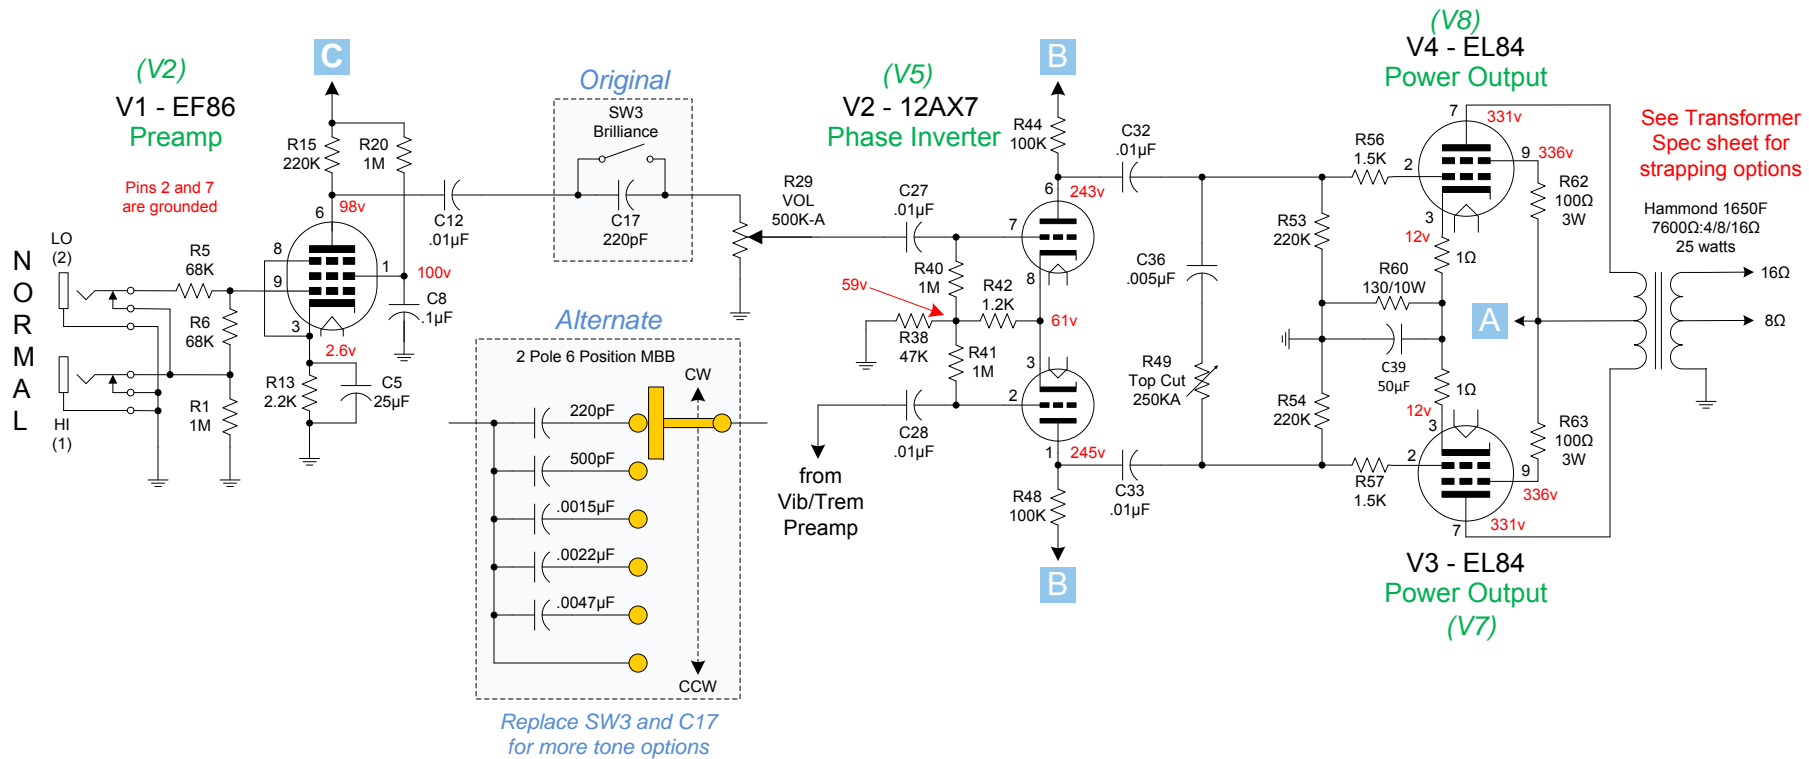 (V2)
V1 - EF86
Preamp
Pins 2 and 7
are grounded
NORMAL
LO
(2)
HI
(1)
R5
68K
R6
68K
R1
1M
C
R15
220K
R20
1M
6
98v
8
9
1
100v
3
2.6v
C8
.1µF
R13
2.2K
C5
25µF
C12
.01µF
Original
SW3
Brilliance
C17
220pF
Alternate
2 Pole 6 Position MBB
CW
220pF
500pF
.0015µF
.0022µF
.0047µF
CCW
Replace SW3 and C17
for more tone options
R29
VOL
500K-A
(V5)
V2 - 12AX7
Phase Inverter
C27
.01µF
R40
1M
R42
1.2K
59v
R38
47K
R41
1M
C28
.01µF
from
Vib/Trem
Preamp
B
R44
100K
6
243v
7
8
61v
3
2
1
245v
R48
100K
B
C32
.01µF
C36
.005µF
R49
Top Cut
250KA
C33
.01µF
R53
220K
R54
220K
R56
1.5K
R57
1.5K
R60
130/10W
C39
50µF
1Ω
1Ω
(V8)
V4 - EL84
Power Output
7
331v
2
9
336v
3
12v
R62
100Ω
3W
A
R63
100Ω
3W
12v
3
2
9
336v
7
331v
V3 - EL84
Power Output
(V7)
See Transformer
Spec sheet for
strapping options
Hammond 1650F
7600Ω:4/8/16Ω
25 watts
16Ω
8Ω